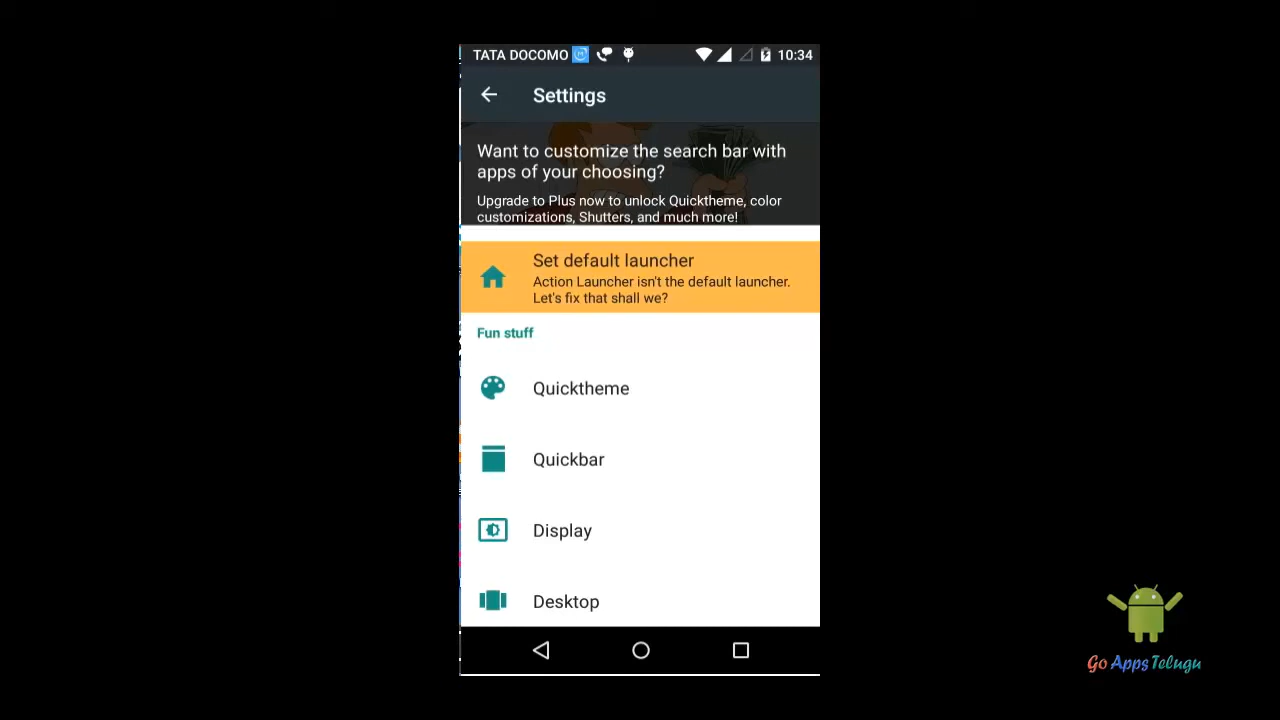 TATA DOCOMO 10:34
Settings
Want to customize the search bar with
apps of your choosing?
Upgrade to Plus now to unlock Quicktheme, color
customizations, Shutters, and much more!
Set default launcher
Action Launcher isn't the default launcher.
Let's fix that shall we?
Fun stuff
Quicktheme
Quickbar
Display
Desktop
Go Apps Telugu